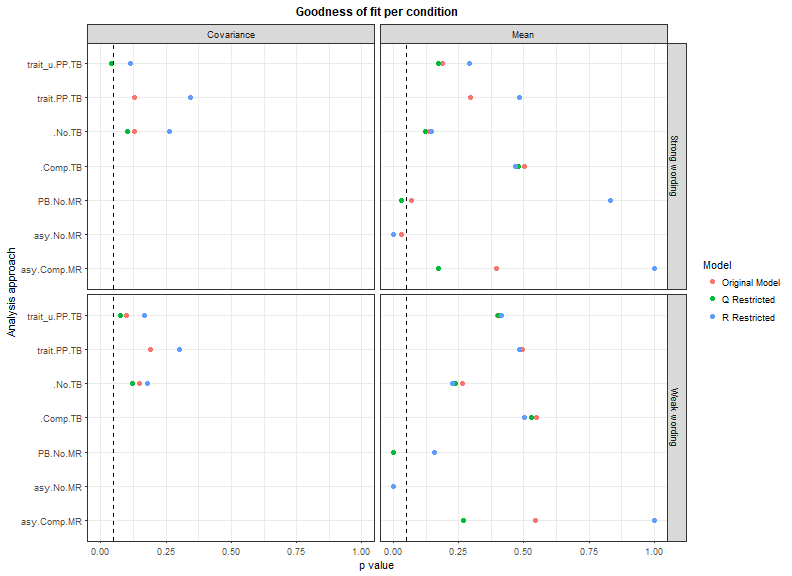 Goodness of fit per condition
Covariance
Mean
trait_u.PP.TB
trait.PP.TB
.No.TB
.Comp.TB
PB.No.MR
asy.No.MR
asy.Comp.MR
Strong wording
trait_u.PP.TB
trait.PP.TB
.No.TB
.Comp.TB
PB.No.MR
asy.No.MR
asy.Comp.MR
Weak wording
Analysis approach
0.00 0.25 0.50 0.75 1.00
0.00 0.25 0.50 0.75 1.00
p value
Model
Original Model
Q Restricted
R Restricted